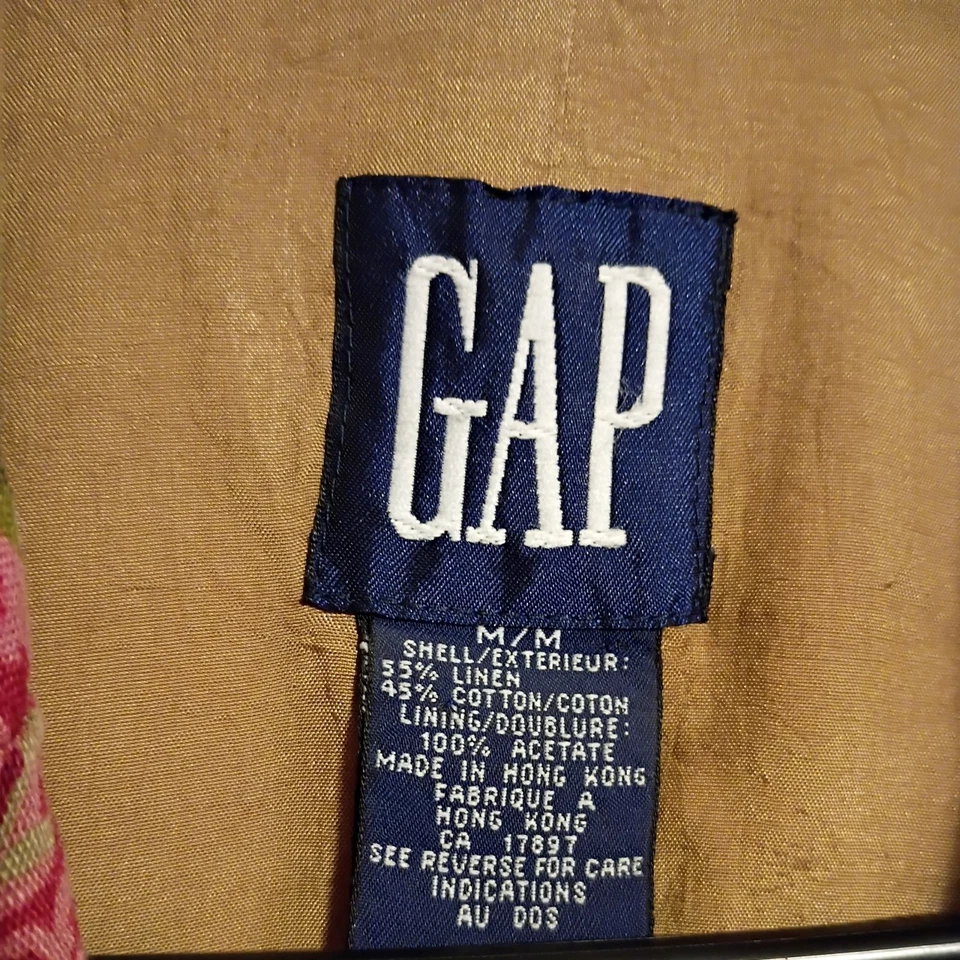 GAP
M/M
SHELL/EXTERIEUR:
55% LINEN
45% COTTON/COTON
LINING/DOUBLURE:
100% ACETATE
MADE IN HONG KONG
FABRIQUE A
HONG KONG
CA 17897
SEE REVERSE FOR CARE
INDICATIONS
AU DOS